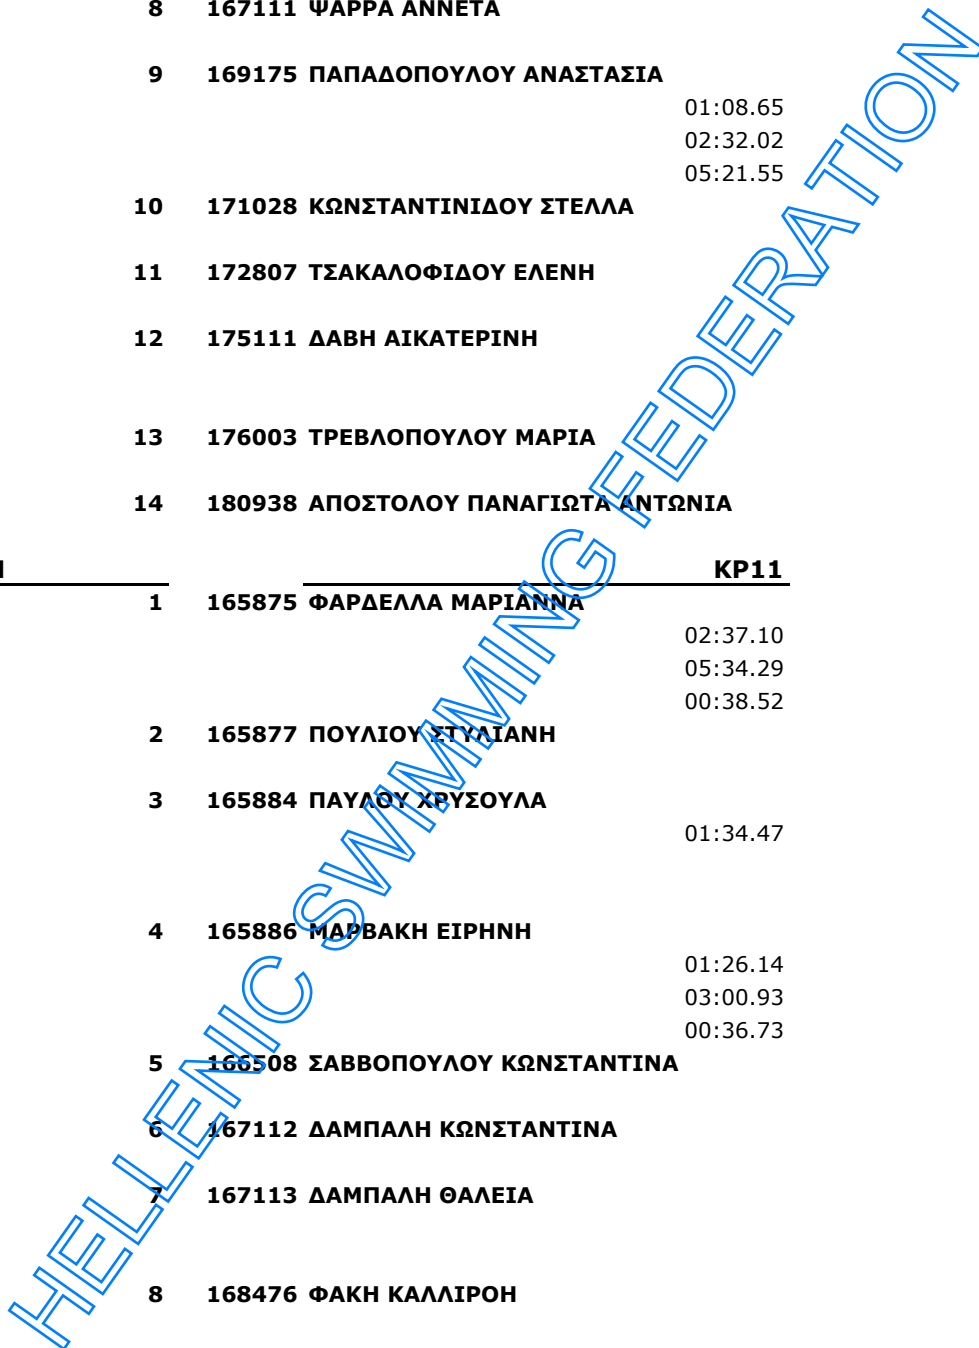 8 167111 ΨΑΡΡΑ ΑΝΝΕΤΑ
9 169175 ΠΑΠΑΔΟΠΟΥΛΟΥ ΑΝΑΣΤΑΣΙΑ
01:08.65
02:32.02
05:21.55
10 171028 ΚΩΝΣΤΑΝΤΙΝΙΔΟΥ ΣΤΕΛΛΑ
11 172807 ΤΣΑΚΑΛΟΦΙΔΟΥ ΕΛΕΝΗ
12 175111 ΔΑΒΗ ΑΙΚΑΤΕΡΙΝΗ
13 176003 ΤΡΕΒΛΟΠΟΥΛΟΥ ΜΑΡΙΑ
14 180938 ΑΠΟΣΤΟΛΟΥ ΠΑΝΑΓΙΩΤΑ ΑΝΤΩΝΙΑ
ΚΡ11
1 165875 ΦΑΡΔΕΛΛΑ ΜΑΡΙΑΝΝΑ
02:37.10
05:34.29
00:38.52
2 165877 ΠΟΥΛΙΟΥ ΣΤΥΛΙΑΝΗ
3 165884 ΠΑΥΛΟΥ ΧΡΥΣΟΥΛΑ
01:34.47
4 165886 ΜΑΡΒΑΚΗ ΕΙΡΗΝΗ
01:26.14
03:00.93
00:36.73
5 166508 ΣΑΒΒΟΠΟΥΛΟΥ ΚΩΝΣΤΑΝΤΙΝΑ
6 167112 ΔΑΜΠΑΛΗ ΚΩΝΣΤΑΝΤΙΝΑ
7 167113 ΔΑΜΠΑΛΗ ΘΑΛΕΙΑ
8 168476 ΦΑΚΗ ΚΑΛΛΙΡΟΗ
HELLENIC SWIMMING FEDERATION